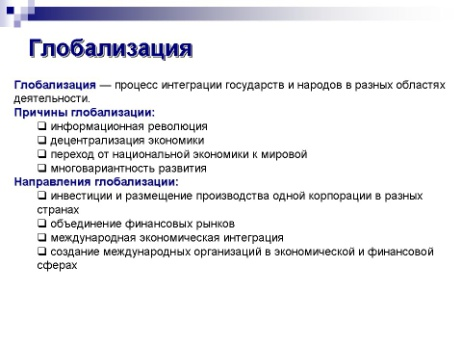 Глобализация
Глобализация — процесс интеграции государств и народов в разных областях
деятельности.
Причины глобализации:
❑ информационная революция
❑ децентрализация экономики
❑ переход от национальной экономики к мировой
❑ многовариантность развития
Направления глобализации:
❑ инвестиции и размещение производства одной корпорации в разных
странах
❑ объединение финансовых рынков
❑ международная экономическая интеграция
❑ создание международных организаций в экономической и финансовой
сферах